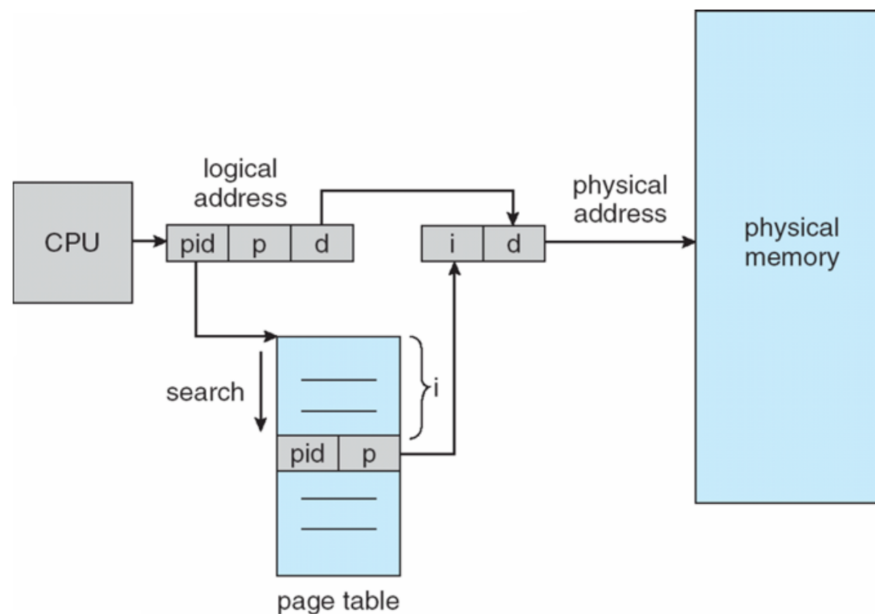 logical
address
CPU
pid p d
i d
physical
address
physical
memory
search
i
pid p
page table